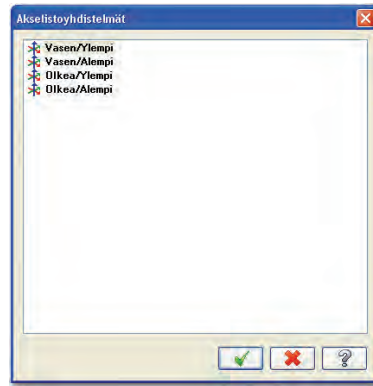 Akselistoyhdistelmät
Vasen/Ylempi
Vasen/Alempi
Oikea/Ylempi
Oikea/Alempi